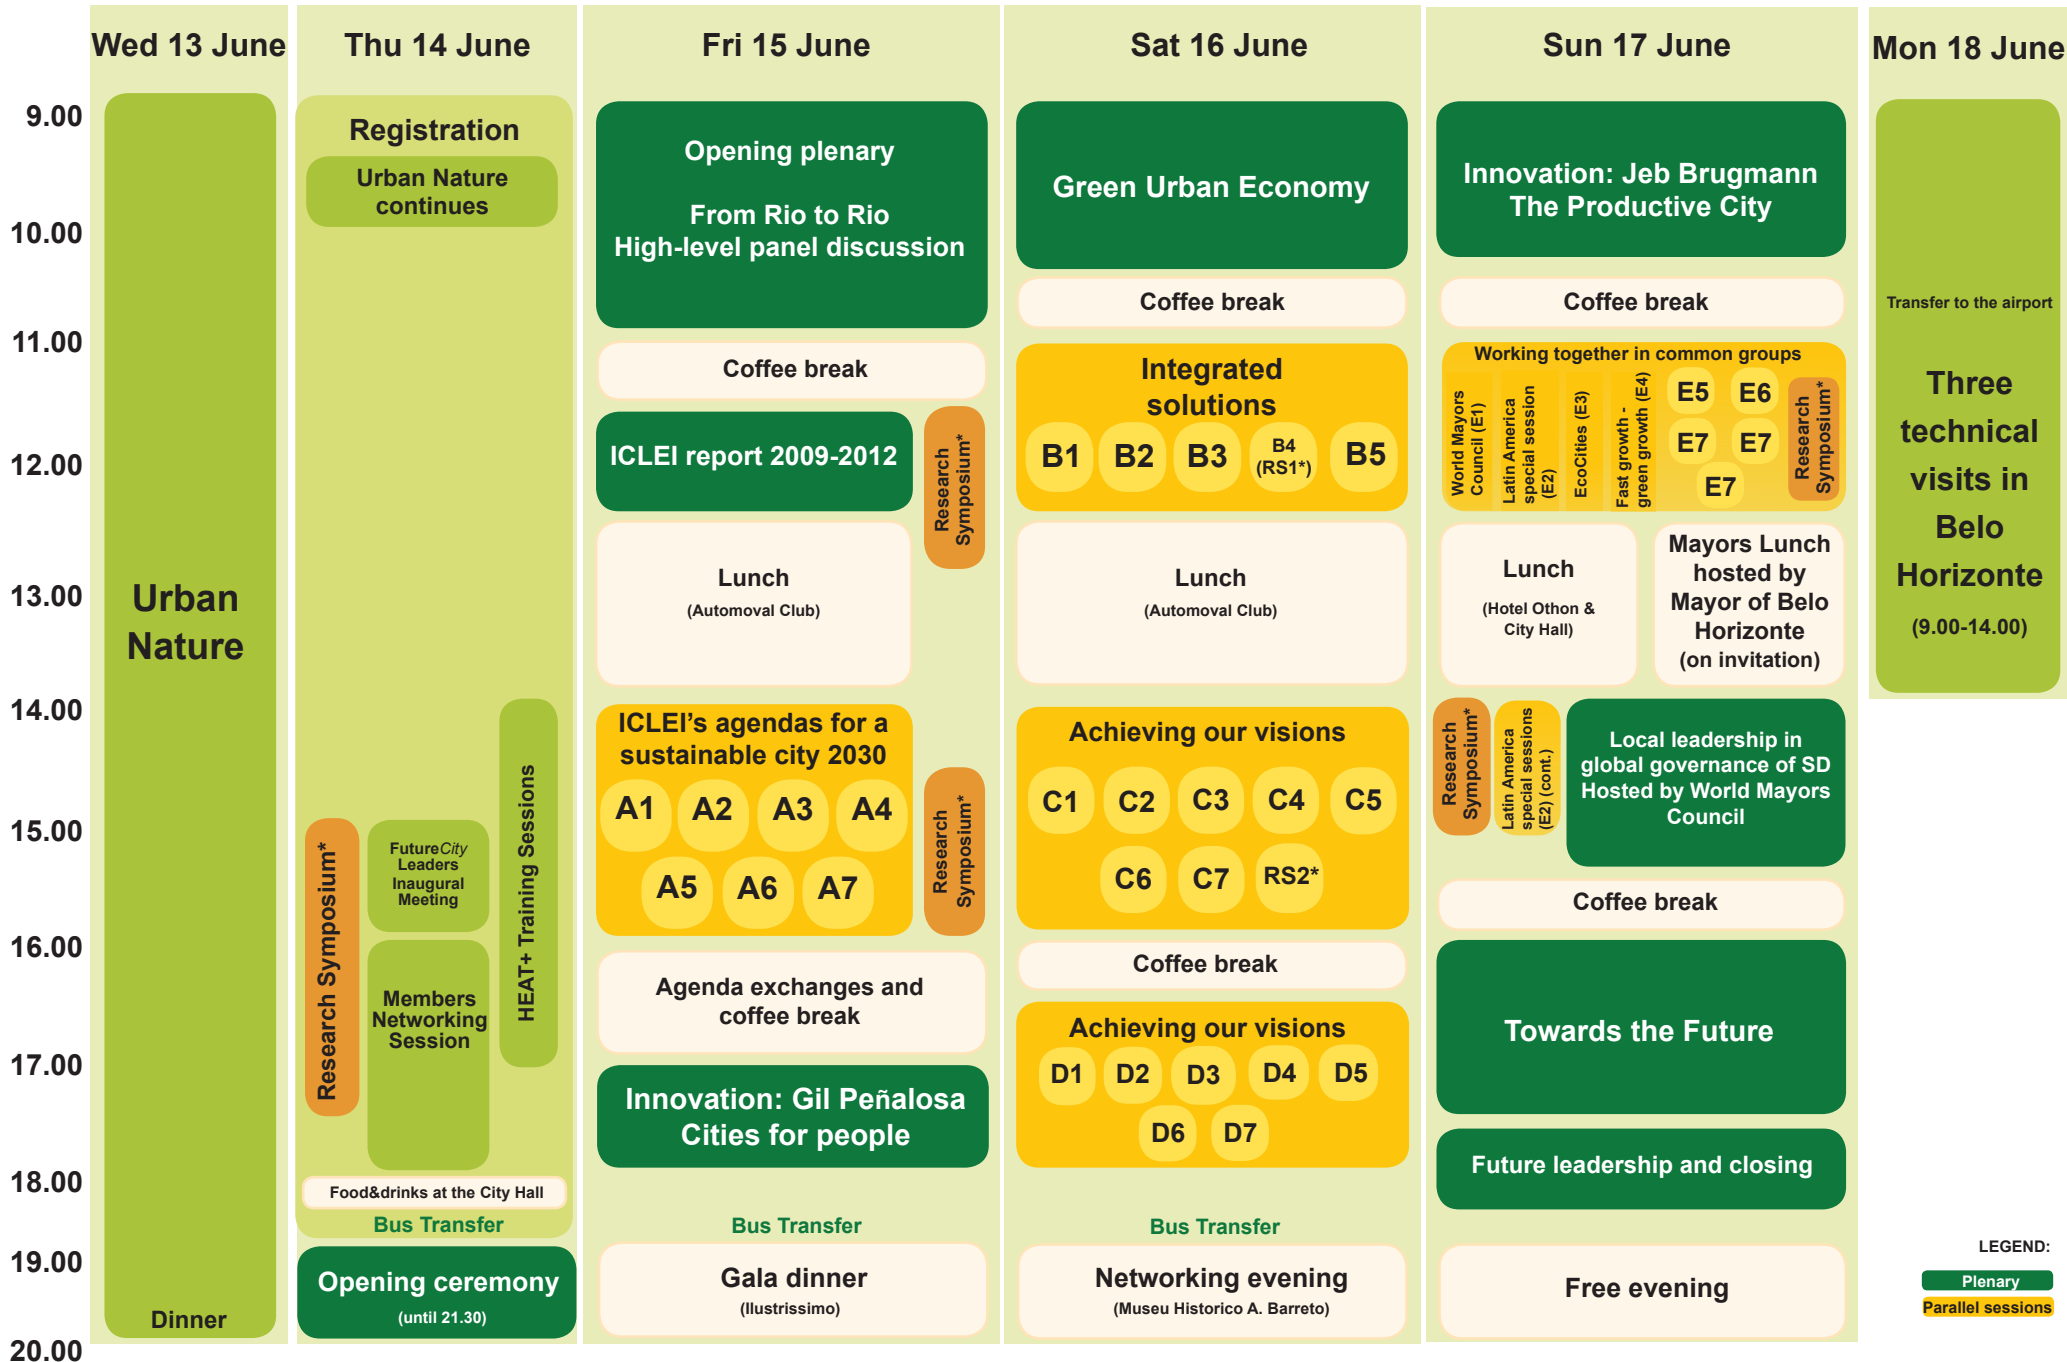 Wed 13 June
Thu 14 June
Fri 15 June
Sat 16 June
Sun 17 June
Mon 18 June
9.00
10.00
11.00
12.00
13.00
14.00
15.00
16.00
17.00
18.00
19.00
20.00
Urban
Nature
Dinner
Registration
Urban Nature
continues
HEAT+ Training Sessions
Research Symposium*
FutureCity
Leaders
Inaugural
Meeting
Members
Networking
Session
Food&drinks at the City Hall
Bus Transfer
Opening ceremony
(until 21.30)
Opening plenary
From Rio to Rio
High-level panel discussion
Coffee break
ICLEI report 2009-2012
Research
Symposium*
Lunch
(Automoval Club)
ICLEI’s agendas for a
sustainable city 2030
A1 A2 A3 A4
A5 A6 A7
Research
Symposium*
Agenda exchanges and
coffee break
Innovation: Gil Peñalosa
Cities for people
Bus Transfer
Gala dinner
(Ilustrissimo)
Green Urban Economy
Coffee break
Integrated
solutions
B1 B2 B3
B4
(RS1*)
B5
Lunch
(Automoval Club)
Achieving our visions
C1 C2 C3 C4 C5
C6 C7 RS2*
Coffee break
Achieving our visions
D1 D2 D3 D4 D5
D6 D7
Bus Transfer
Networking evening
(Museu Historico A. Barreto)
Innovation: Jeb Brugmann
The Productive City
Coffee break
Working together in common groups
World Mayors
Council (E1)
Latin America
special session
(E2)
EcoCities (E3)
Fast growth -
green growth (E4)
E5 E6
E7 E7
E7
Research
Symposium*
Lunch
(Hotel Othon &
City Hall)
Mayors Lunch
hosted by
Mayor of Belo
Horizonte
(on invitation)
Research
Symposium*
Latin America
special sessions
(E2) (cont.)
Local leadership in
global governance of SD
Hosted by World Mayors
Council
Coffee break
Towards the Future
Future leadership and closing
Free evening
Transfer to the airport
Three
technical
visits in
Belo
Horizonte
(9.00-14.00)
LEGEND:
Plenary
Parallel sessions